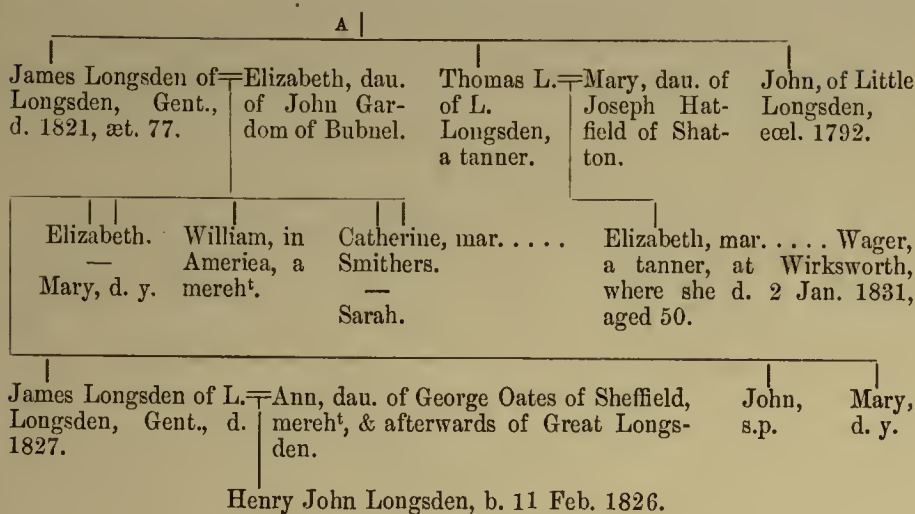 A
James Longsden of
Longsden, Gent.,
d. 1821, æt. 77.
Elizabeth, dau.
of John Gar-
dom of Bubnel.
Thomas L.
of L.
Longsden,
a tanner.
Mary, dau. of
Joseph Hat-
field of Shat-
ton.
John, of Little
Longsden,
cœl. 1792.
Elizabeth.
—
Mary, d. y.
William, in
America, a
mercht.
Catherine, mar. . . . .
Smithers.
—
Sarah.
Elizabeth, mar. . . . . Wager,
a tanner, at Wirksworth,
where she d. 2 Jan. 1831,
aged 50.
James Longsden of L.
Longsden, Gent., d.
1827.
Ann, dau. of George Oates of Sheffield,
mercht, & afterwards of Great Longs-
den.
John,
s.p.
Mary,
d. y.
Henry John Longsden, b. 11 Feb. 1826.